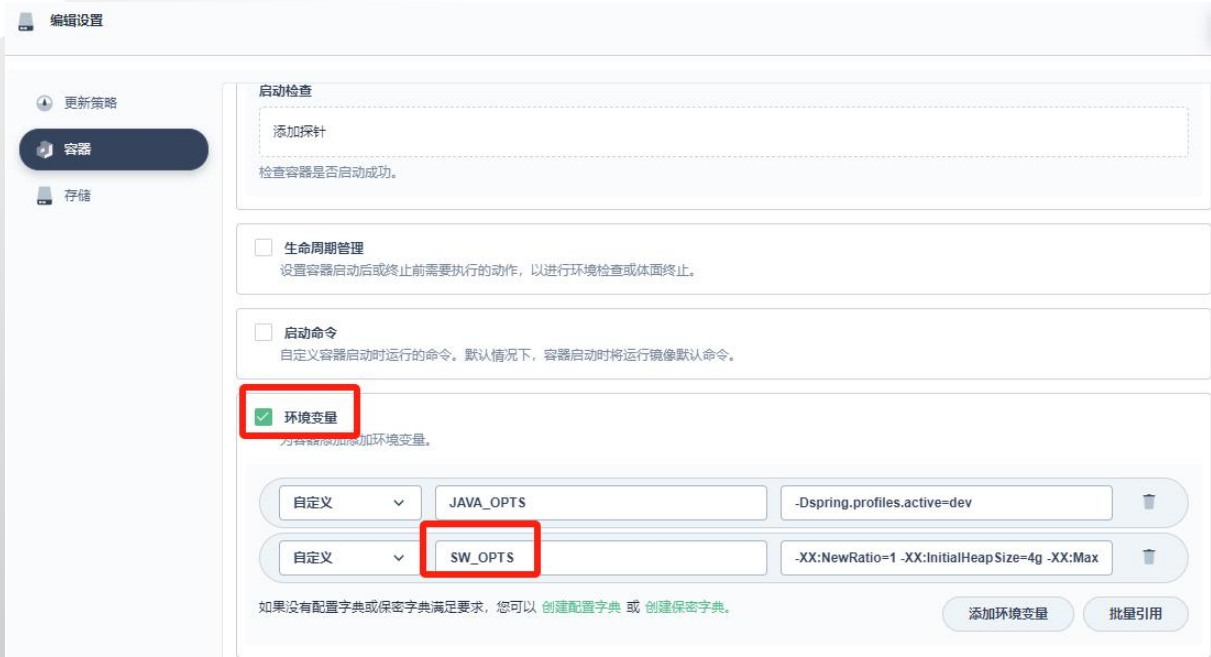 编辑设置
更新策略
容器
存储
启动检查
添加探针
检查容器是否启动成功。
生命周期管理
设置容器启动后或终止前需要执行的动作，以进行环境检查或体面终止。
启动命令
自定义容器启动时运行的命令。默认情况下，容器启动时将运行镜像默认命令。
环境变量
为容器添加添加环境变量。
自定义 JAVA_OPTS -Dspring.profiles.active=dev
自定义 SW_OPTS -XX:NewRatio=1 -XX:InitialHeapSize=4g -XX:Max
如果没有配置字典或保密字典满足要求，您可以 创建配置字典 或 创建保密字典。
添加环境变量 批量引用